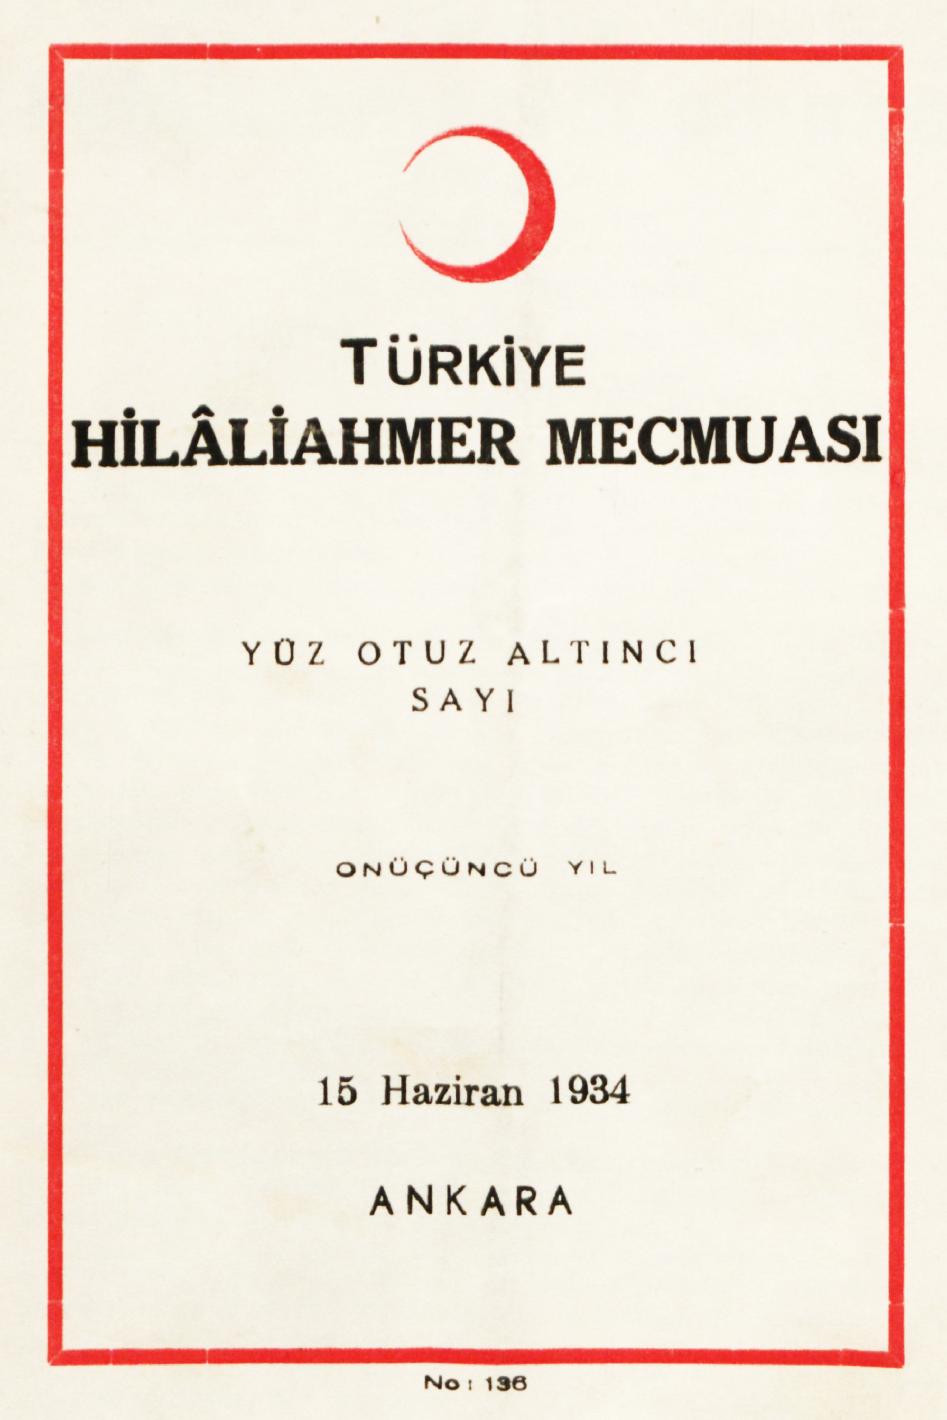 TÜRKİYE
HİLÂLİAHMER MECMUASI
YÜZ OTUZ ALTINCI
SAYI
ONÜÇÜNCÜ YIL
15 Haziran 1934
ANKARA
No: 136